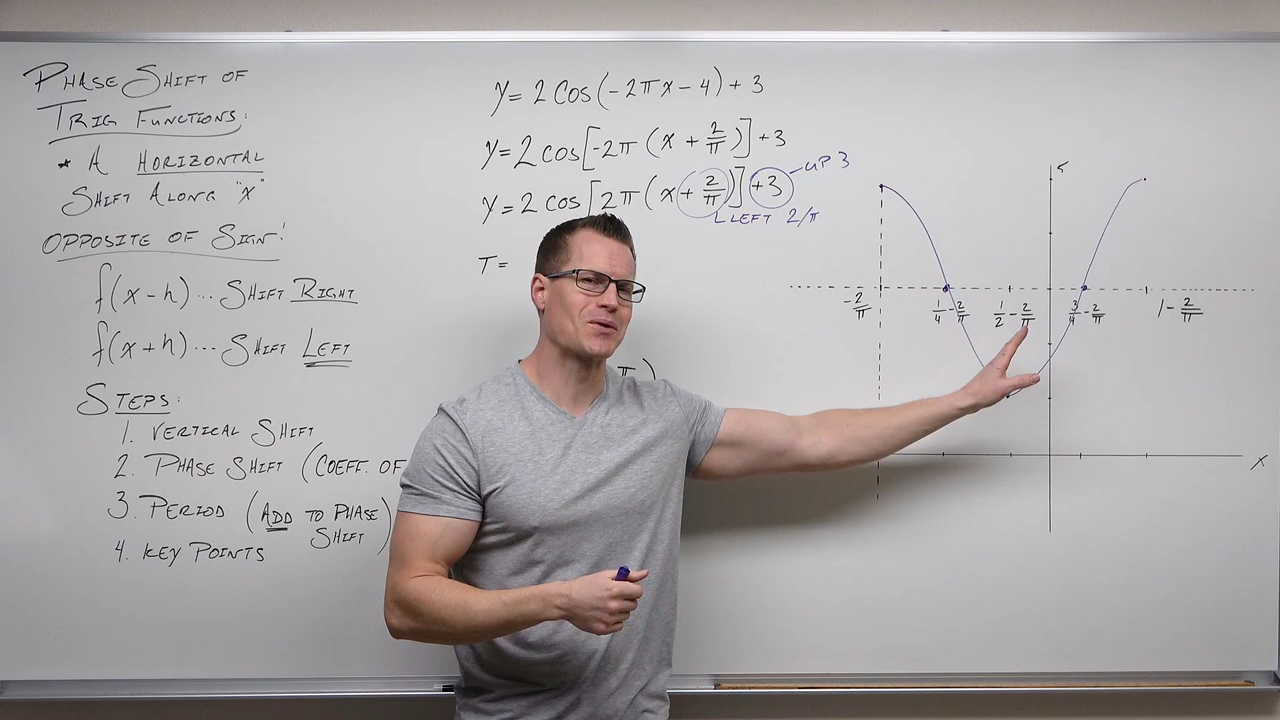 PHASE SHIFT OF
TRIG FUNCTIONS:
* A HORIZONTAL
SHIFT ALONG "X"
OPPOSITE OF SIGN!
f(x-h)... SHIFT RIGHT
f(x+h)... SHIFT LEFT
STEPS:
1. VERTICAL SHIFT
2. PHASE SHIFT (COEFF. OF
3. PERIOD (ADD TO PHASE SHIFT)
4. KEY POINTS
y = 2 cos(-2πx - 4) + 3
y = 2 cos[-2π(x + 2/π)] + 3
y = 2 cos[2π(x + 2/π)] + 3
UP 3
LEFT 2/π
T =
π)
-2/π
1/4 - 2/π
1/2 - 2/π
3/4 - 2/π
1 - 2/π
5
X